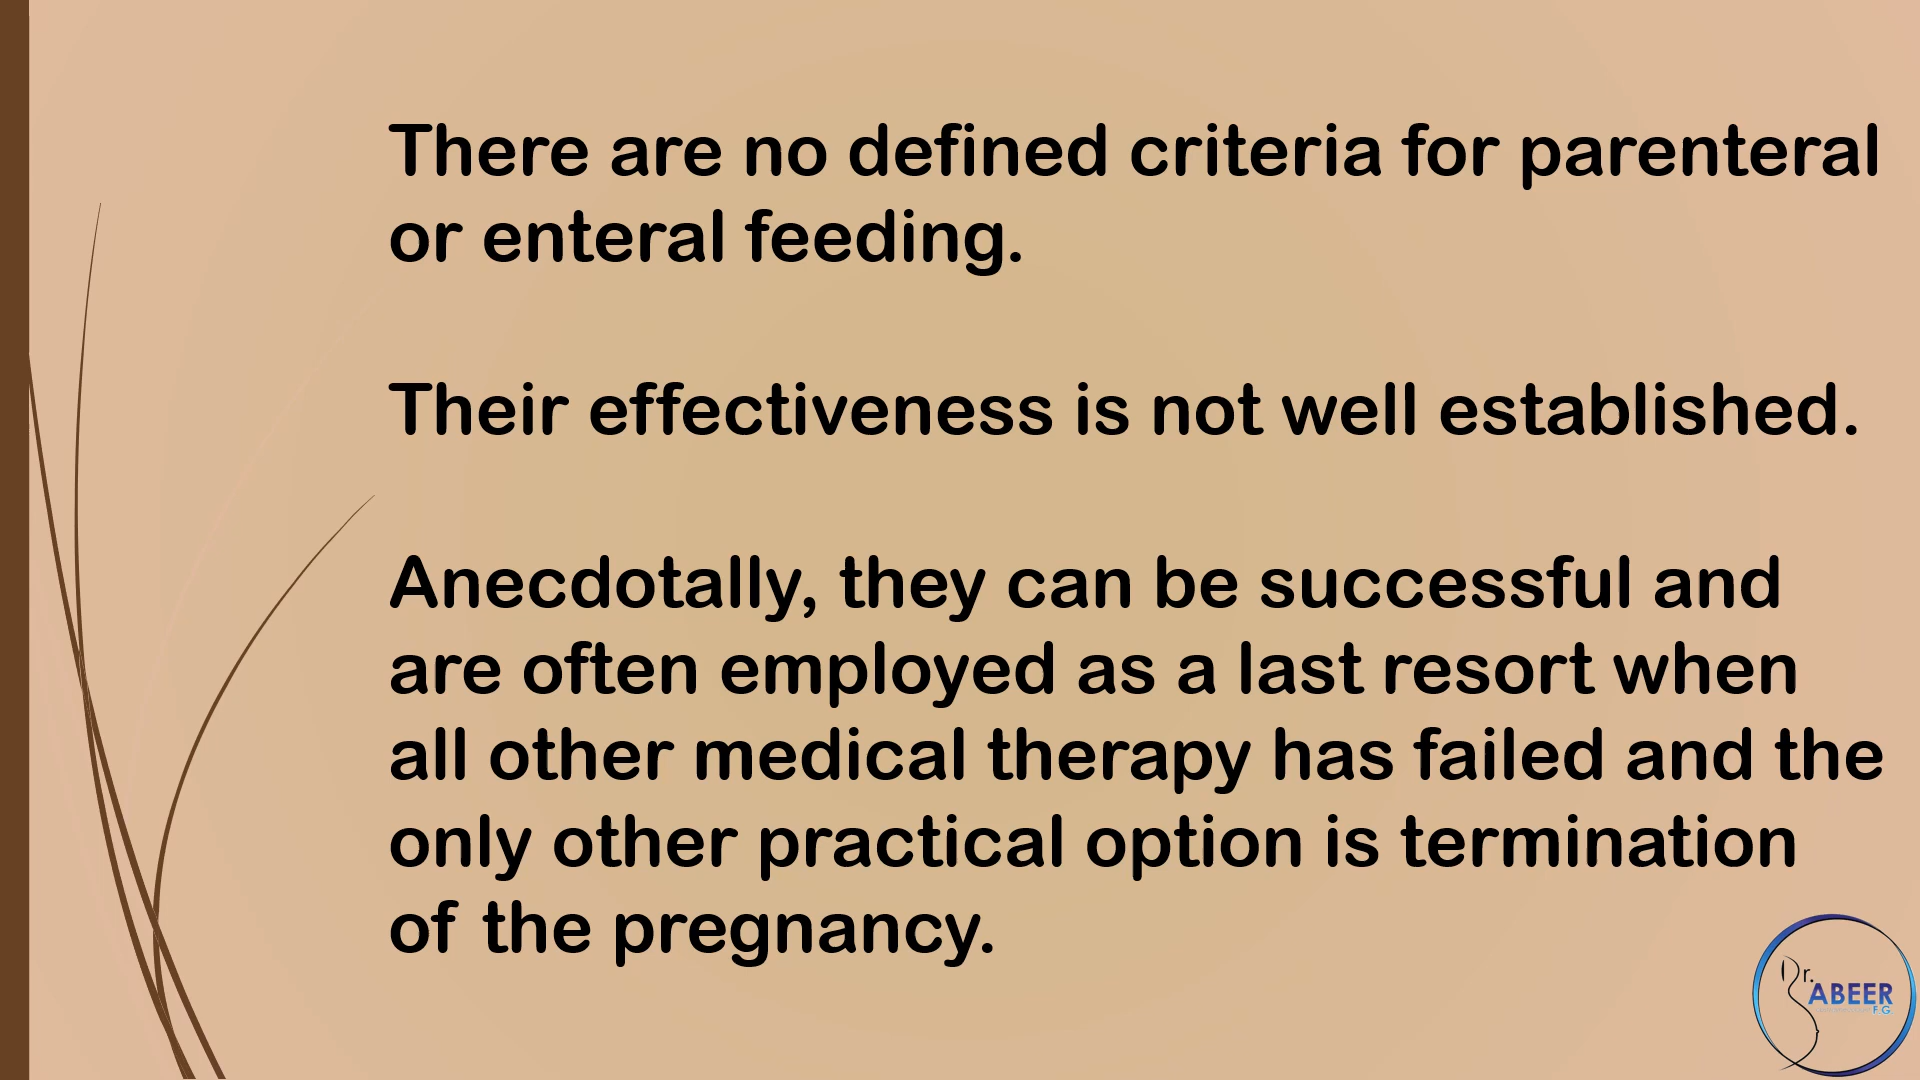 There are no defined criteria for parenteral
or enteral feeding.
Their effectiveness is not well established.
Anecdotally, they can be successful and
are often employed as a last resort when
all other medical therapy has failed and the
only other practical option is termination
of the pregnancy.
Dr.
ABEER
F.G